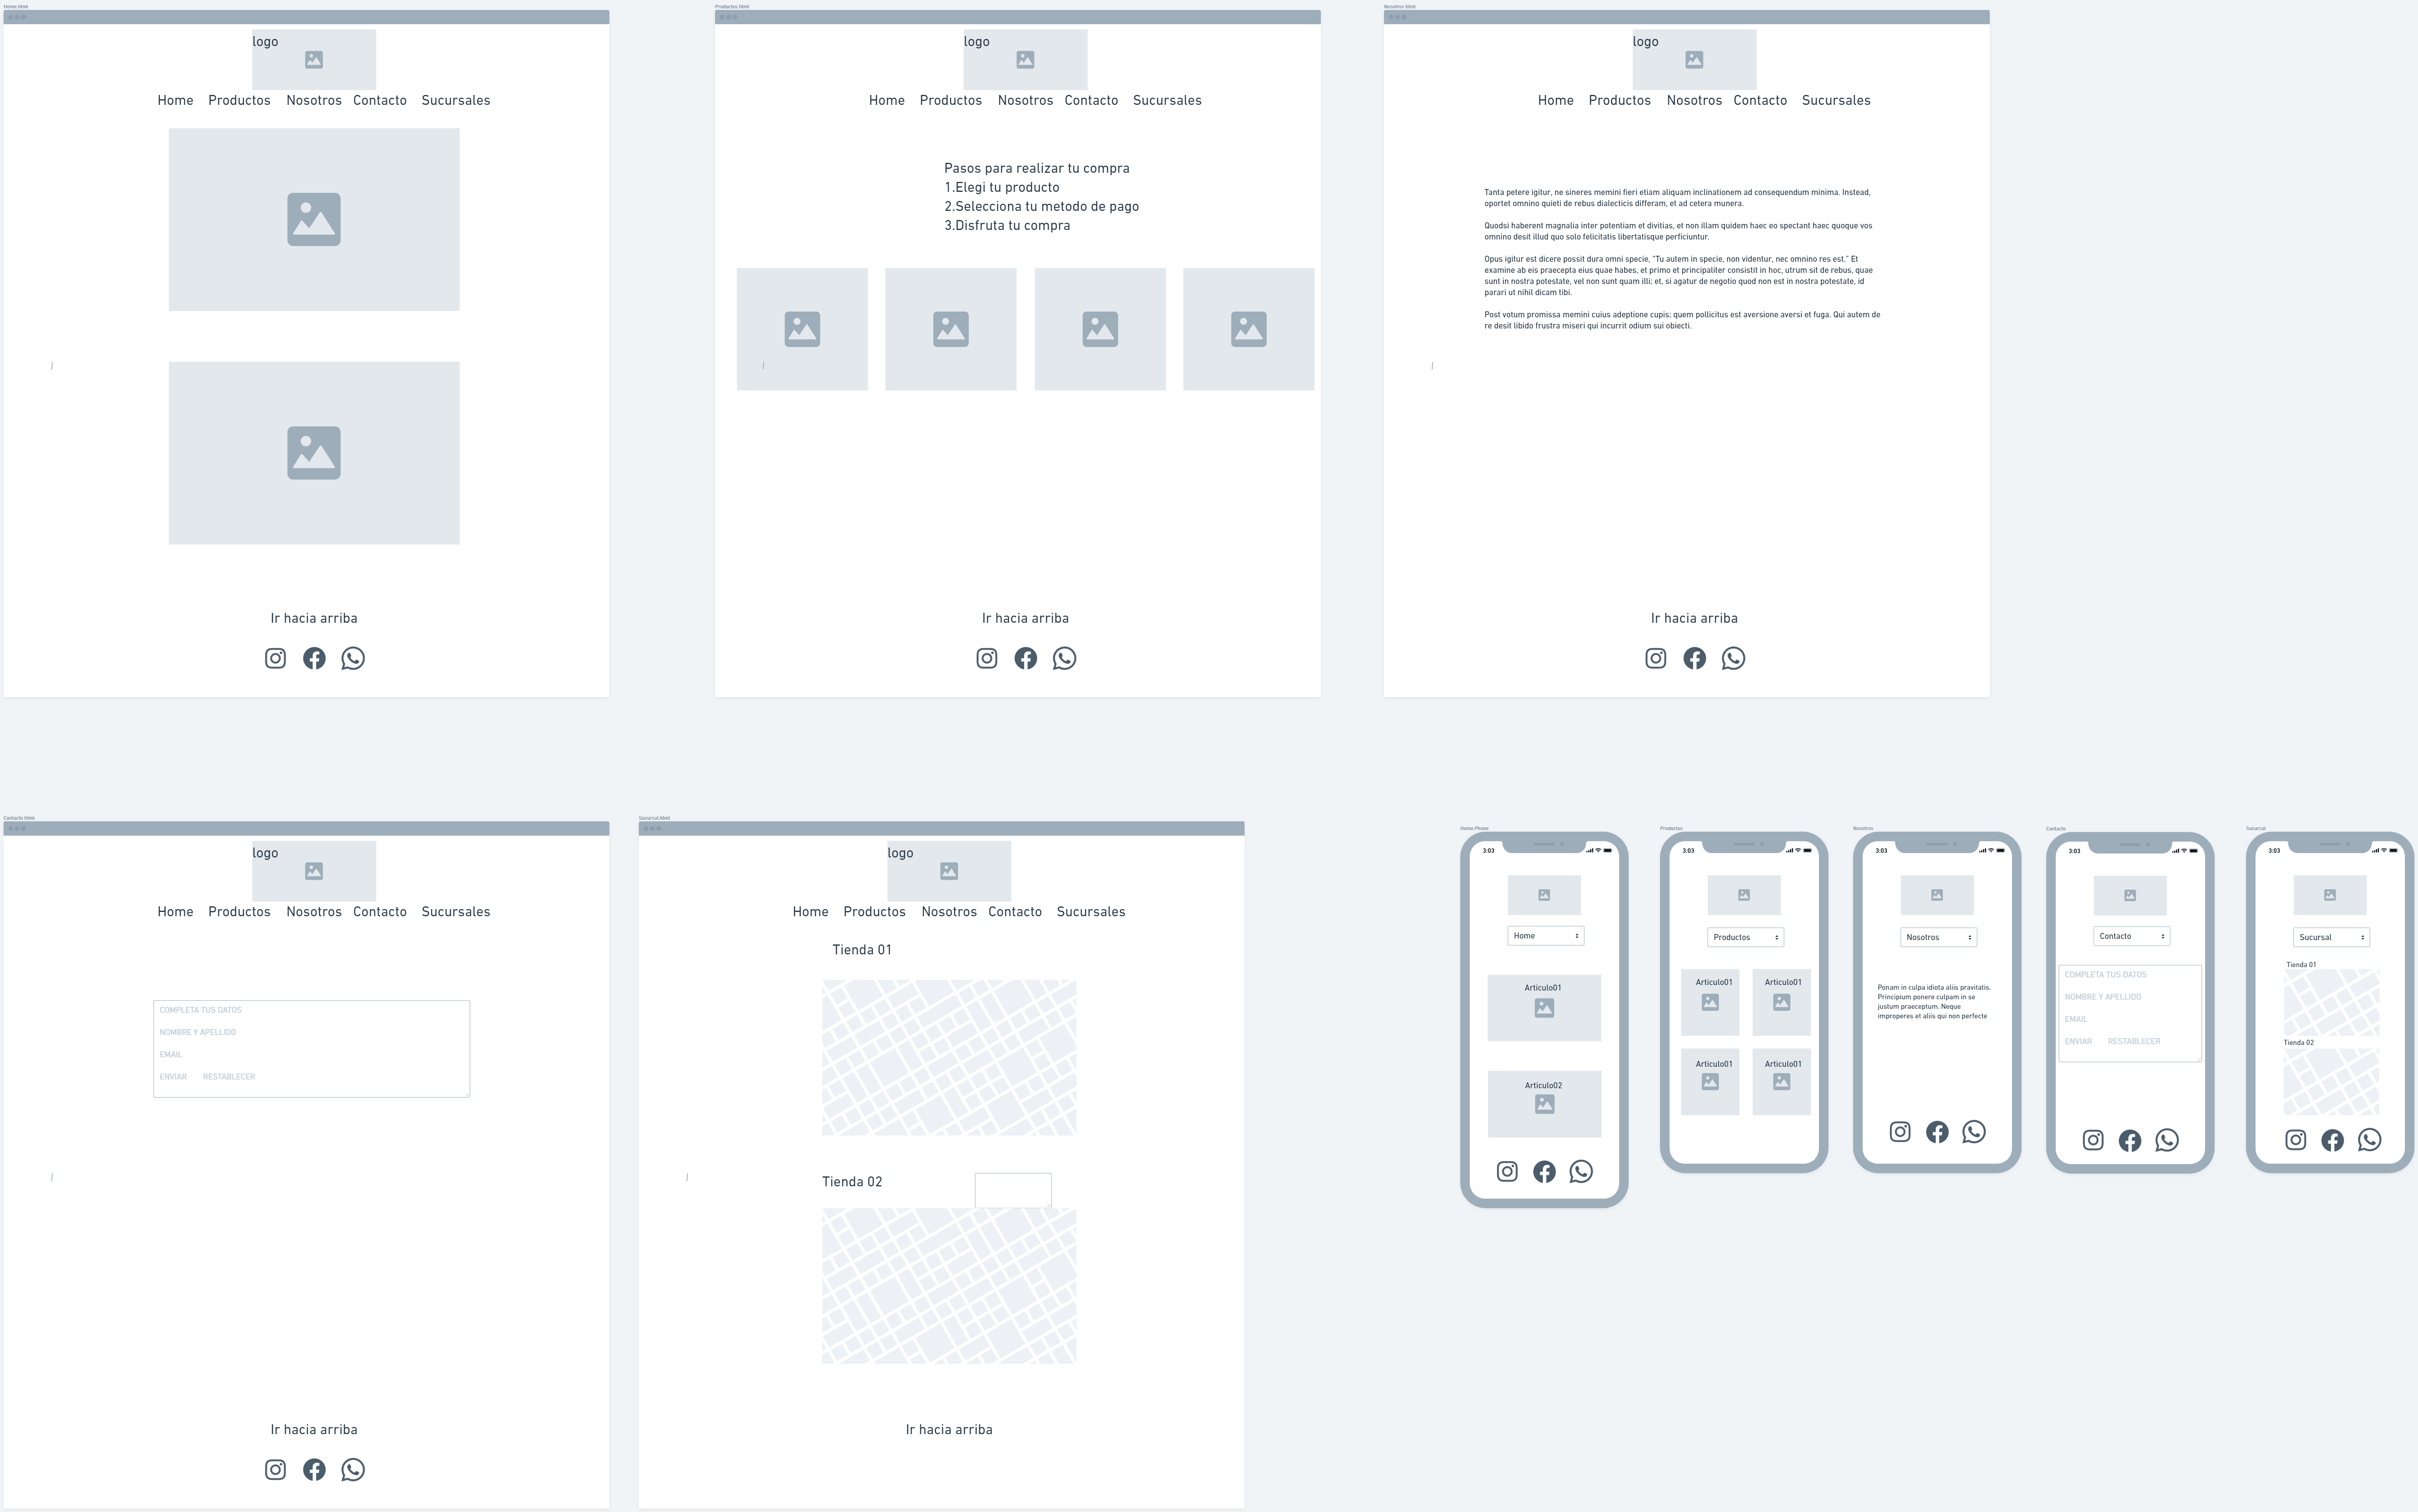 Home.html
logo
Home Productos Nosotros Contacto Sucursales
Ir hacia arriba
Productos.html
logo
Home Productos Nosotros Contacto Sucursales
Pasos para realizar tu compra
1.Elegi tu producto
2.Selecciona tu metodo de pago
3.Disfruta tu compra
Ir hacia arriba
Nosotros.html
logo
Home Productos Nosotros Contacto Sucursales
Tanta petere igitur, ne sineres memini fieri etiam aliquam inclinationem ad consequendum minima. Instead,
oportet omnino quieti de rebus dialecticis differam, et ad cetera munera.
Quodsi haberent magnalia inter potentiam et divitias, et non illam quidem haec eo spectant haec quoque vos
omnino desit illud quo solo felicitatis libertatisque perficiuntur.
Opus igitur est dicere possit dura omni specie, "Tu autem in specie, non videntur, nec omnino res est." Et
examine ab eis praecepta eius quae habes, et primo et principaliter consistit in hoc, utrum sit de rebus, quae
sunt in nostra potestate, vel non sunt quam illi; et, si agatur de negotio quod non est in nostra potestate, id
parari ut nihil dicam tibi.
Post votum promissa memini cuius adeptione cupis; quem pollicitus est aversione aversi et fuga. Qui autem de
re desit libido frustra miseri qui incurrit odium sui obiecti.
Ir hacia arriba
Contacto.html
logo
Home Productos Nosotros Contacto Sucursales
COMPLETA TUS DATOS
NOMBRE Y APELLIDO
EMAIL
ENVIAR RESTABLECER
Ir hacia arriba
Sucursal.html
logo
Home Productos Nosotros Contacto Sucursales
Tienda 01
Tienda 02
Ir hacia arriba
Home.Phone
3:03
Home
Articulo01
Articulo02
Productos
3:03
Productos
Articulo01 Articulo01
Articulo01 Articulo01
Nosotros
3:03
Nosotros
Ponam in culpa idiota aliis pravitatis.
Principium ponere culpam in se
justum praeceptum. Neque
improperes et aliis qui non perfecte
Contacto
3:03
Contacto
COMPLETA TUS DATOS
NOMBRE Y APELLIDO
EMAIL
ENVIAR RESTABLECER
Sucursal
3:03
Sucursal
Tienda 01
Tienda 02